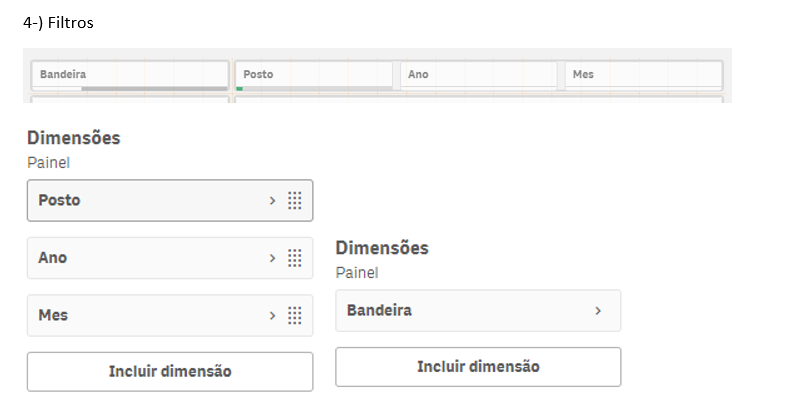 4-) Filtros
Bandeira Posto Ano Mes
Dimensões
Painel
Posto
Ano
Mes
Incluir dimensão
Dimensões
Painel
Bandeira
Incluir dimensão